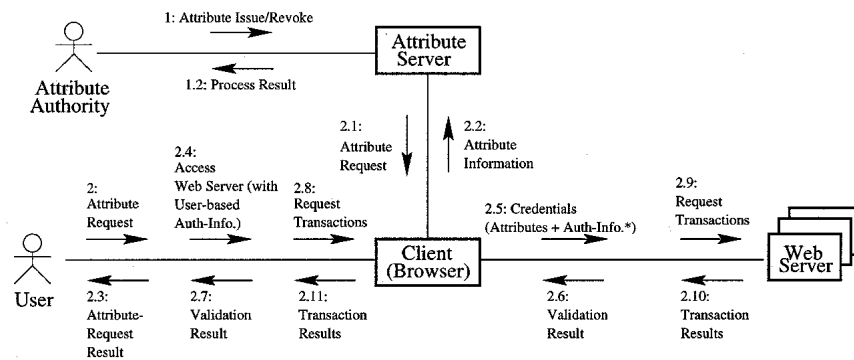 1: Attribute Issue/Revoke
Attribute
Server
1.2: Process Result
Attribute
Authority
2.1:
Attribute
Request
2.2:
Attribute
Information
2:
Attribute
Request
2.4:
Access
Web Server (with
User-based
Auth-Info.)
2.8:
Request
Transactions
2.5: Credentials
(Attributes + Auth-Info.*)
2.9:
Request
Transactions
User
Client
(Browser)
Web
Server
2.3:
Attribute-
Request
Result
2.7:
Validation
Result
2.11:
Transaction
Results
2.6:
Validation
Result
2.10:
Transaction
Results